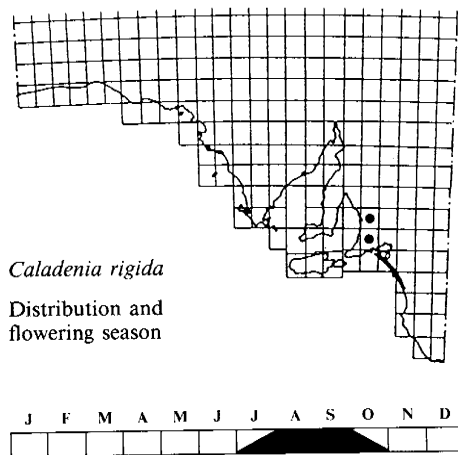 Caladenia rigida
Distribution and
flowering season
J F M A M J J A S O N D